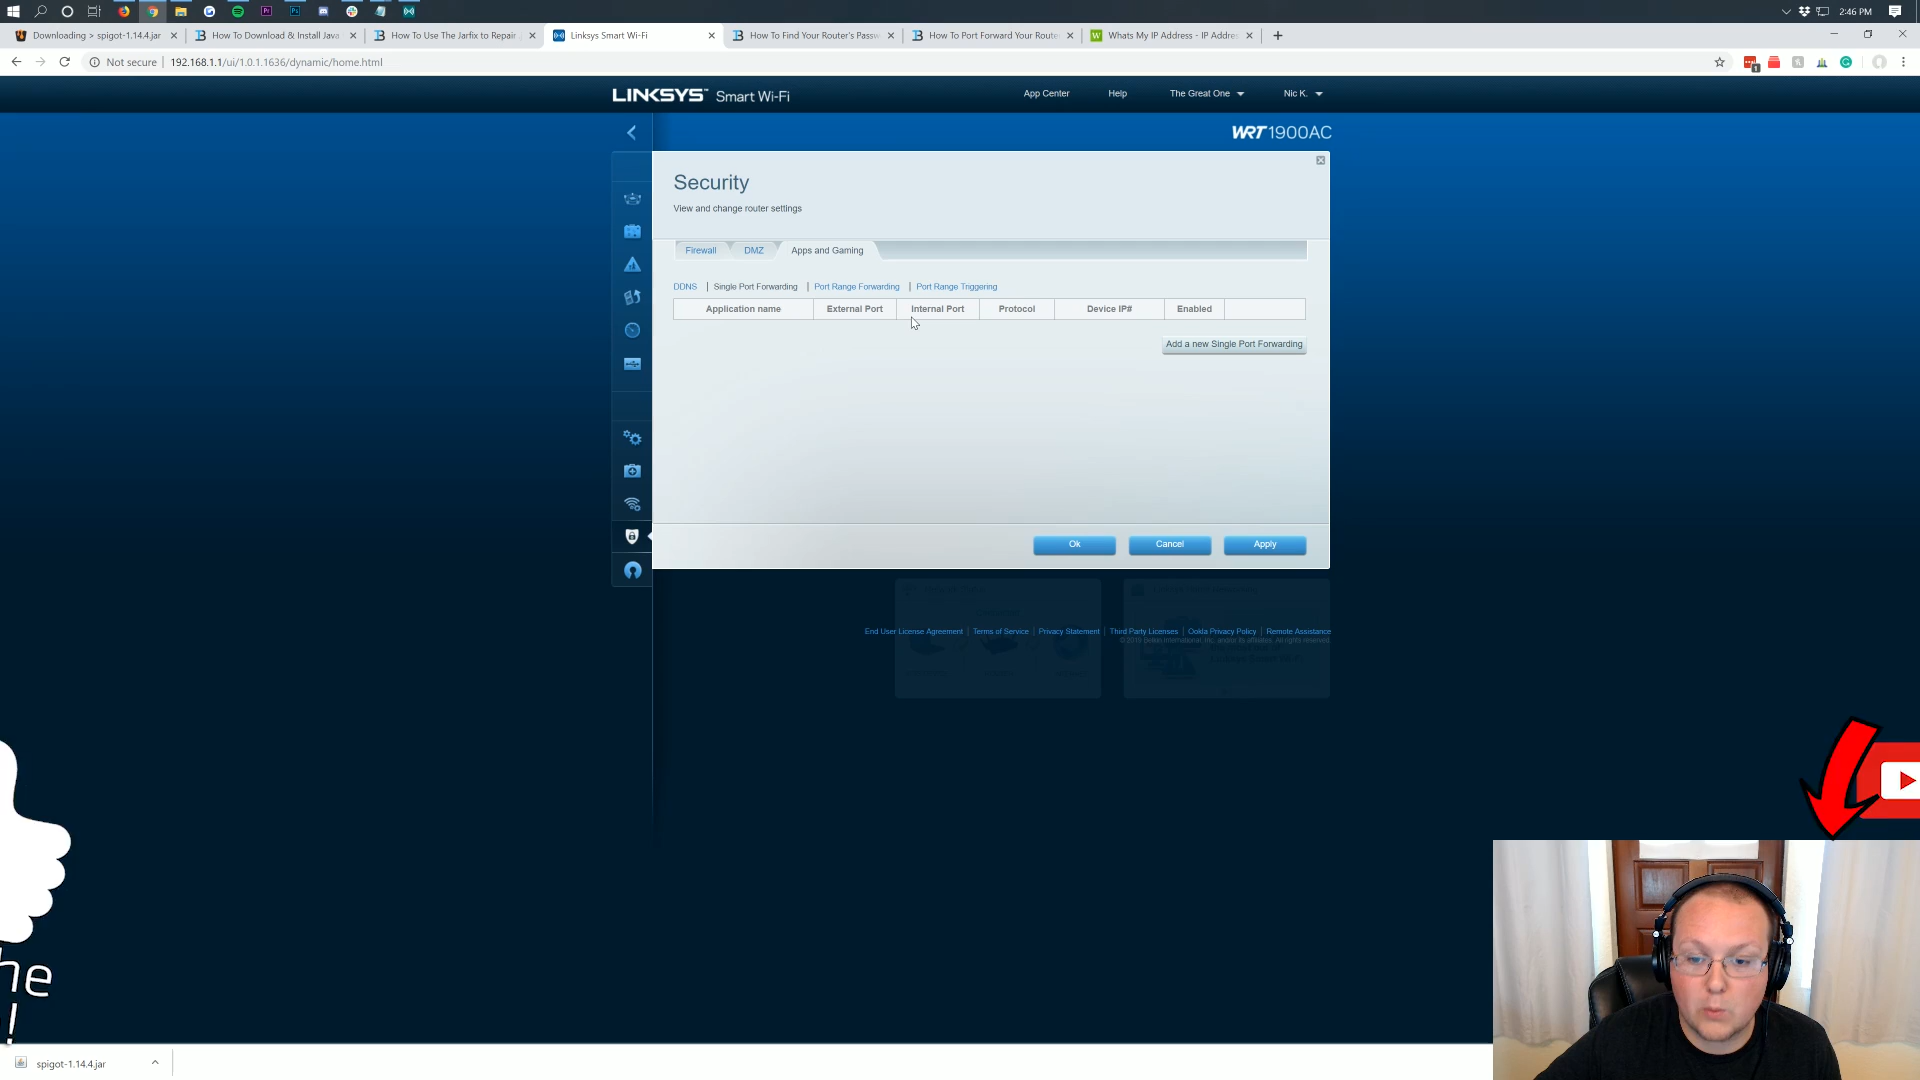 2:46 PM
Downloading > spigot-1.14.4.jar
How To Download & Install Java
How To Use The Jarfix to Repair
Linksys Smart Wi-Fi
How To Find Your Router's Passw
How To Port Forward Your Route
Whats My IP Address - IP Addre
Not secure
192.168.1.1/ui/1.0.1.1636/dynamic/home.html
LINKSYS™ Smart Wi-Fi
App Center
Help
The Great One
Nic K.
WRT1900AC
Security
View and change router settings
Firewall
DMZ
Apps and Gaming
DDNS | Single Port Forwarding | Port Range Forwarding | Port Range Triggering
Application name
External Port
Internal Port
Protocol
Device IP#
Enabled
Add a new Single Port Forwarding
Ok
Cancel
Apply
End User License Agreement | Terms of Service | Privacy Statement | Third Party Licenses | Ookla Privacy Policy | Remote Assistance
he
!
spigot-1.14.4.jar